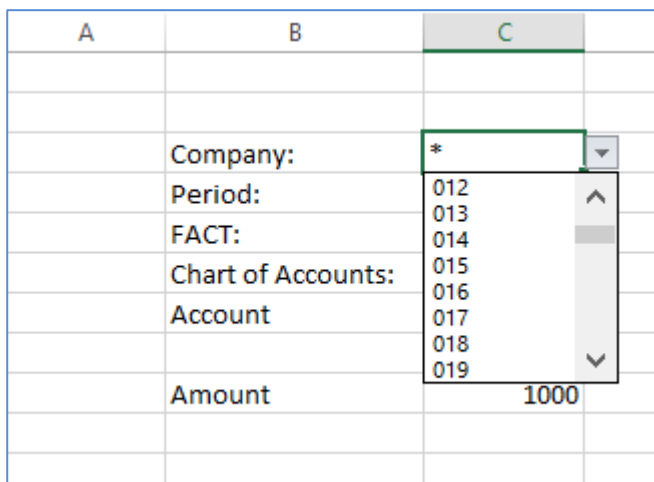 A B C
Company: *
Period: 012
013
FACT: 014
Chart of Accounts: 015
016
Account 017
018
019
Amount 1000